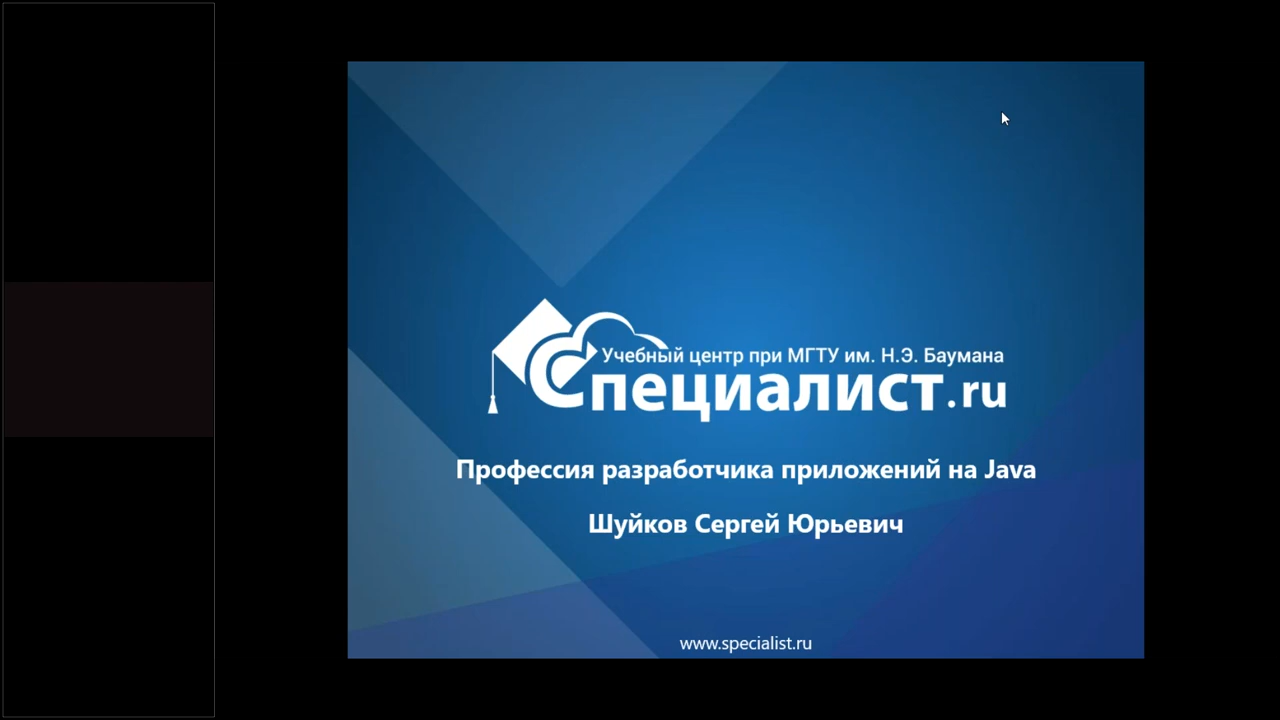 Учебный центр при МГТУ им. Н.Э. Баумана
Специалист.ru
Профессия разработчика приложений на Java
Шуйков Сергей Юрьевич
www.specialist.ru